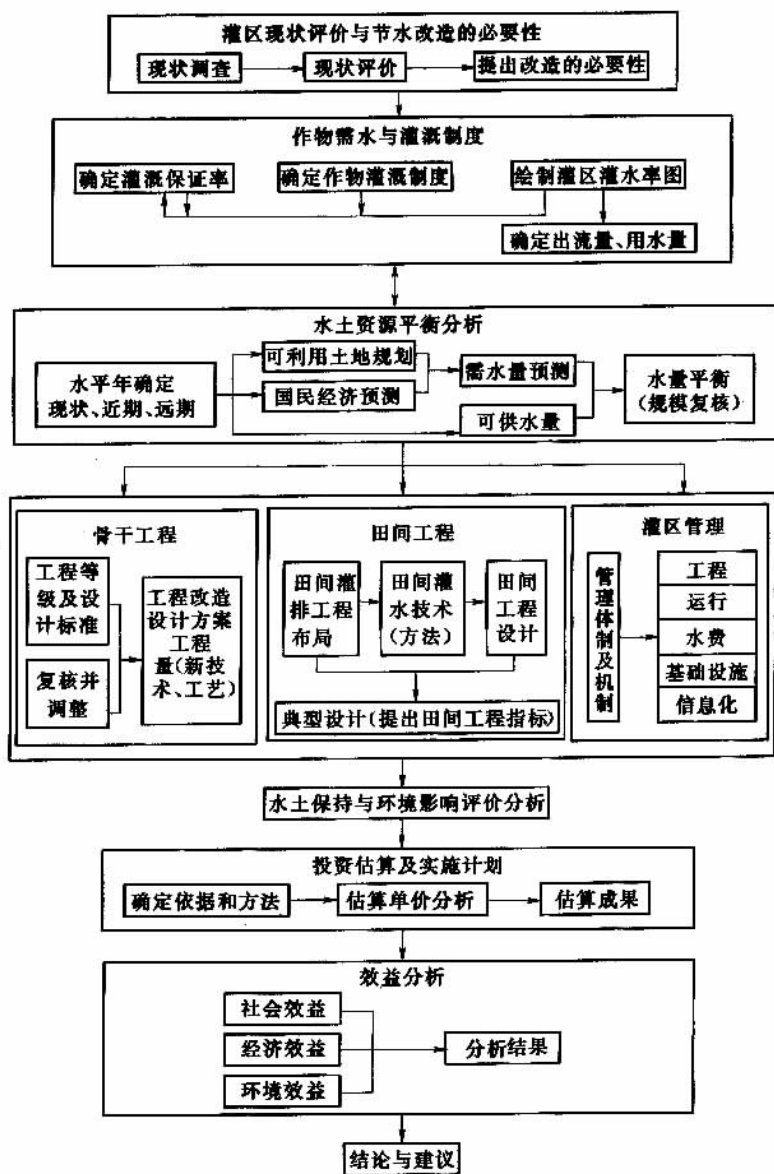 灌区现状评价与节水改造的必要性
现状调查
现状评价
提出改造的必要性
作物需水与灌溉制度
确定灌溉保证率
确定作物灌溉制度
绘制灌区灌水率图
确定出流量、用水量
水土资源平衡分析
水平年确定
现状、近期、远期
可利用土地规划
国民经济预测
需水量预测
可供水量
水量平衡
(规模复核)
骨干工程
工程等
级及设
计标准
复核并
调整
工程改造
设计方案
工程
量(新技
术、工艺)
田间工程
田间灌
排工程
布局
田间灌
水技术
(方法)
田间
工程
设计
典型设计(提出田间工程指标)
灌区管理
管理体制及机制
工程
运行
水费
基础设施
信息化
水土保持与环境影响评价分析
投资估算及实施计划
确定依据和方法
估算单价分析
估算成果
效益分析
社会效益
经济效益
环境效益
分析结果
结论与建议